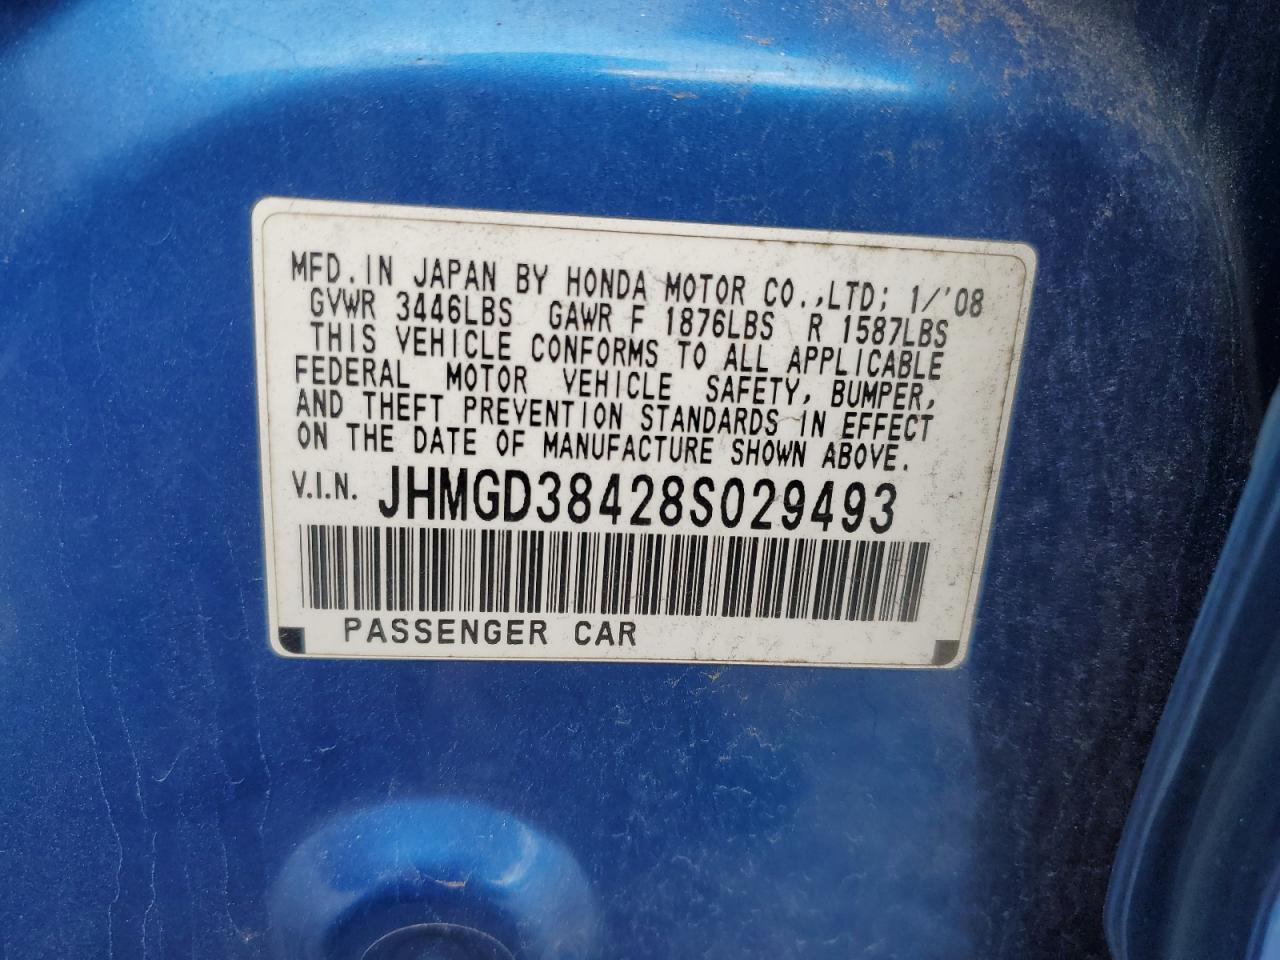 MFD. IN JAPAN BY HONDA MOTOR CO.,LTD; 1/'08
GVWR 3446LBS GAWR F 1876LBS R 1587LBS
THIS VEHICLE CONFORMS TO ALL APPLICABLE
FEDERAL MOTOR VEHICLE SAFETY, BUMPER,
AND THEFT PREVENTION STANDARDS IN EFFECT
ON THE DATE OF MANUFACTURE SHOWN ABOVE.
V.I.N. JHMGD38428S029493
PASSENGER CAR